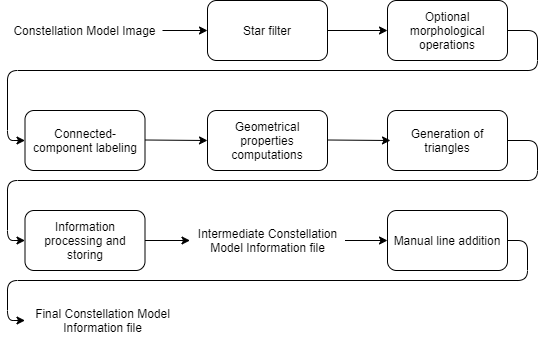 Constellation Model Image
Star filter
Optional
morphological
operations
Connected-
component labeling
Geometrical
properties
computations
Generation of
triangles
Information
processing and
storing
Intermediate Constellation
Model Information file
Manual line addition
Final Constellation Model
Information file